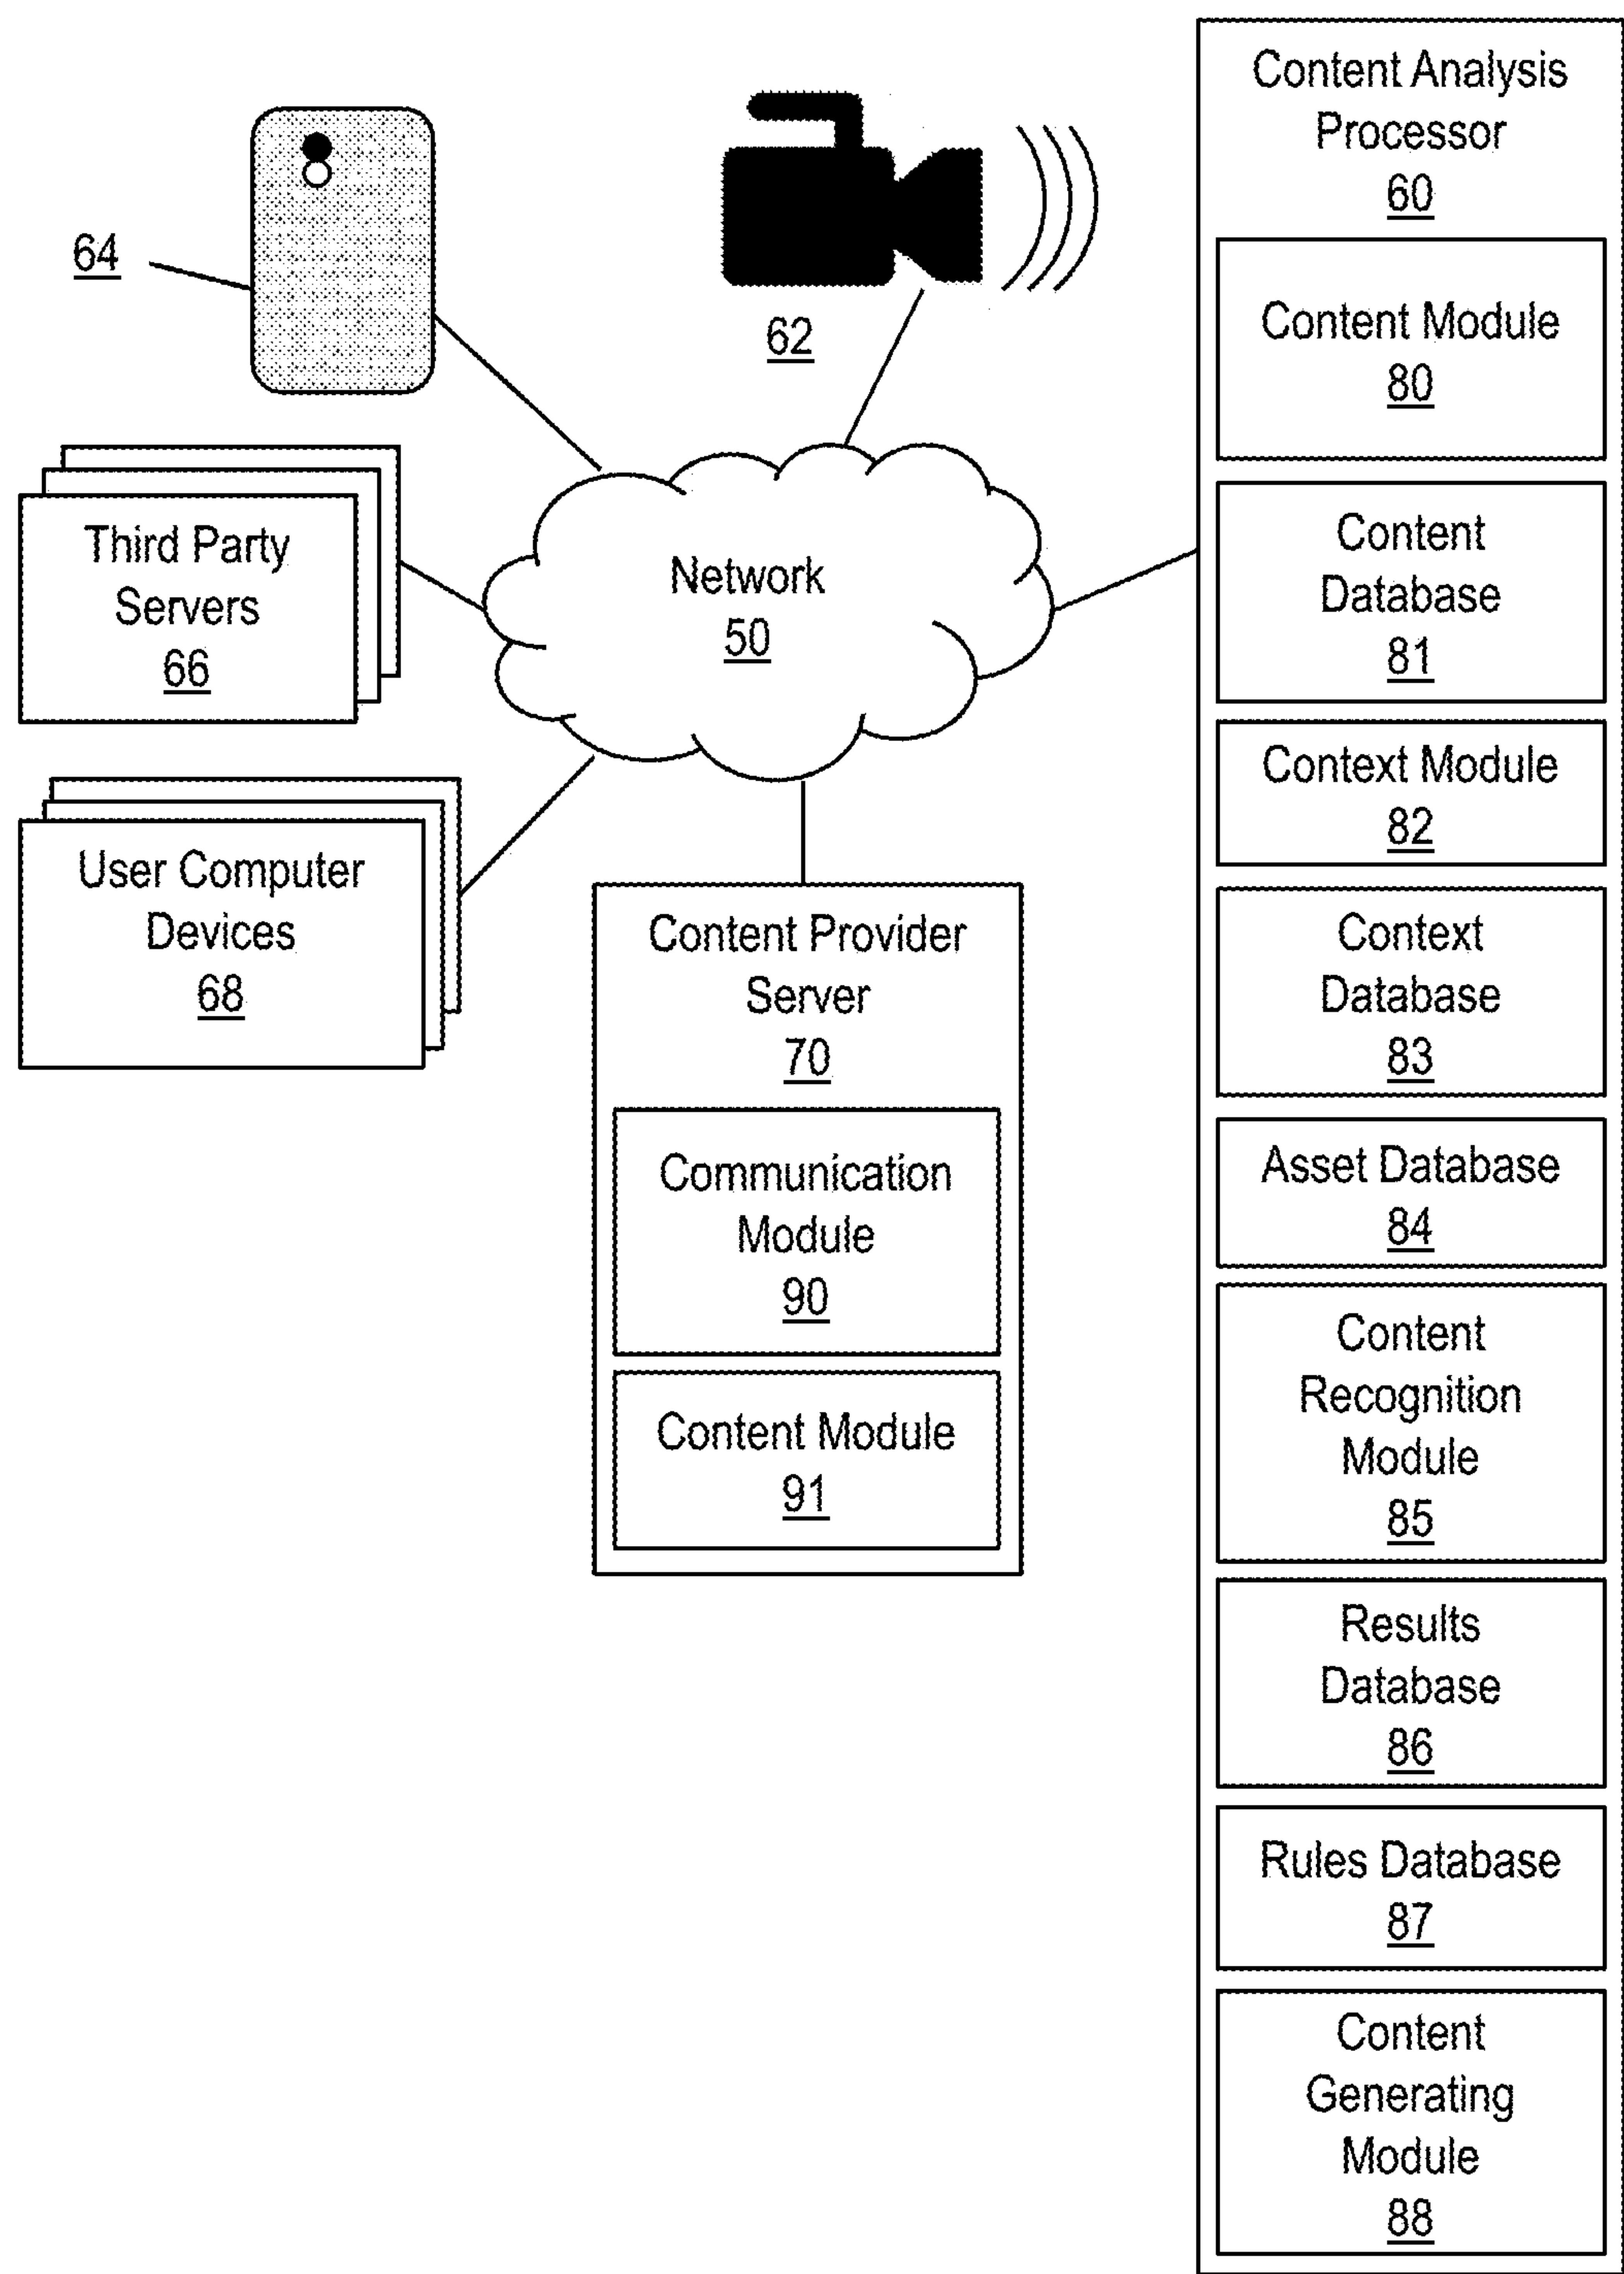 64
62
Third Party
Servers
66
User Computer
Devices
68
Network
50
Content Provider
Server
70
Communication
Module
90
Content Module
91
Content Analysis
Processor
60
Content Module
80
Content
Database
81
Context Module
82
Context
Database
83
Asset Database
84
Content
Recognition
Module
85
Results
Database
86
Rules Database
87
Content
Generating
Module
88